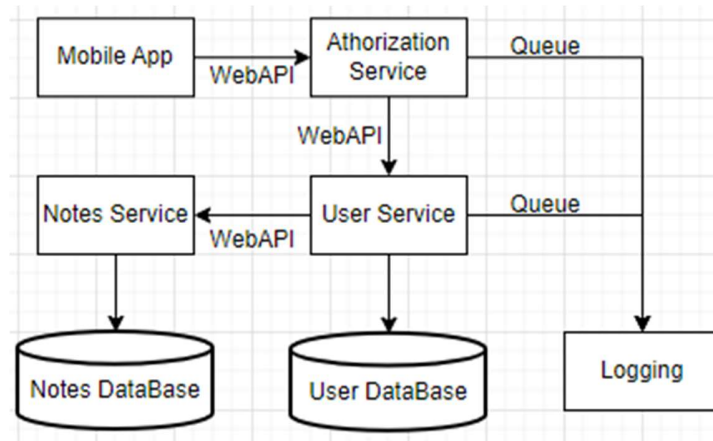 Mobile App
WebAPI
Athorization
Service
Queue
WebAPI
Notes Service
WebAPI
User Service
Queue
Notes DataBase
User DataBase
Logging